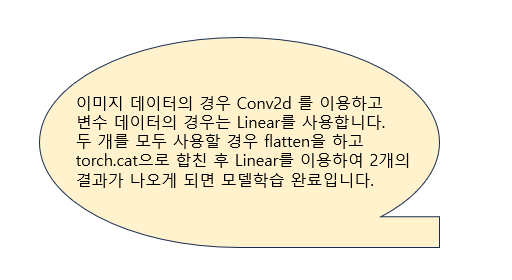 이미지 데이터의 경우 Conv2d 를 이용하고
변수 데이터의 경우는 Linear를 사용합니다.
두 개를 모두 사용할 경우 flatten을 하고
torch.cat으로 합친 후 Linear를 이용하여 2개의
결과가 나오게 되면 모델학습 완료입니다.